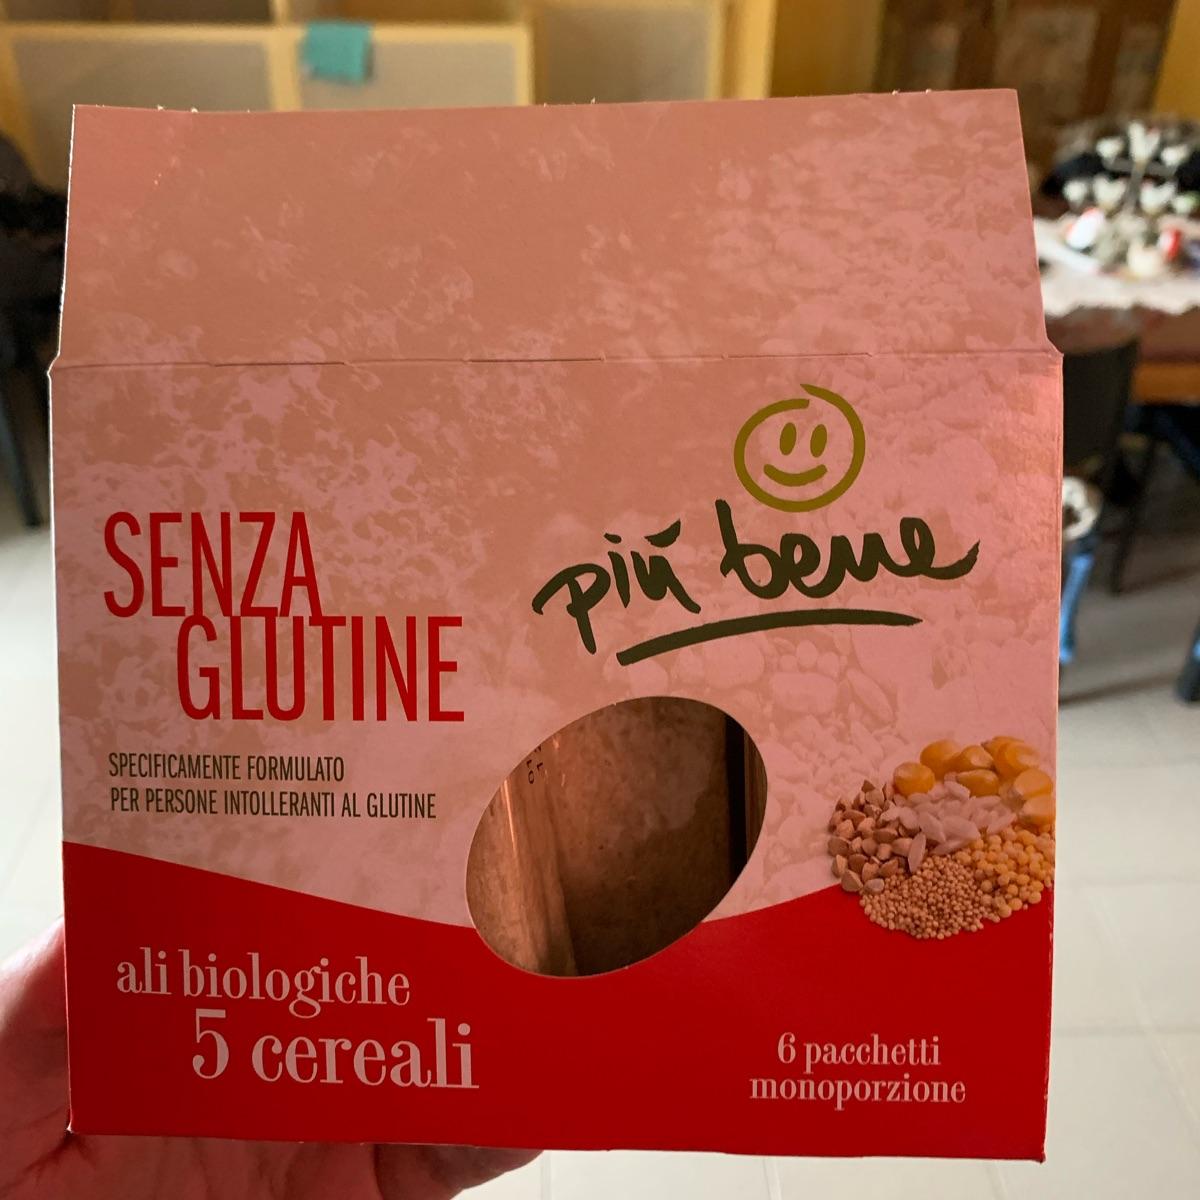 SENZA
GLUTINE
più bene
SPECIFICAMENTE FORMULATO
PER PERSONE INTOLLERANTI AL GLUTINE
ali biologiche
5 cereali
6 pacchetti
monoporzione